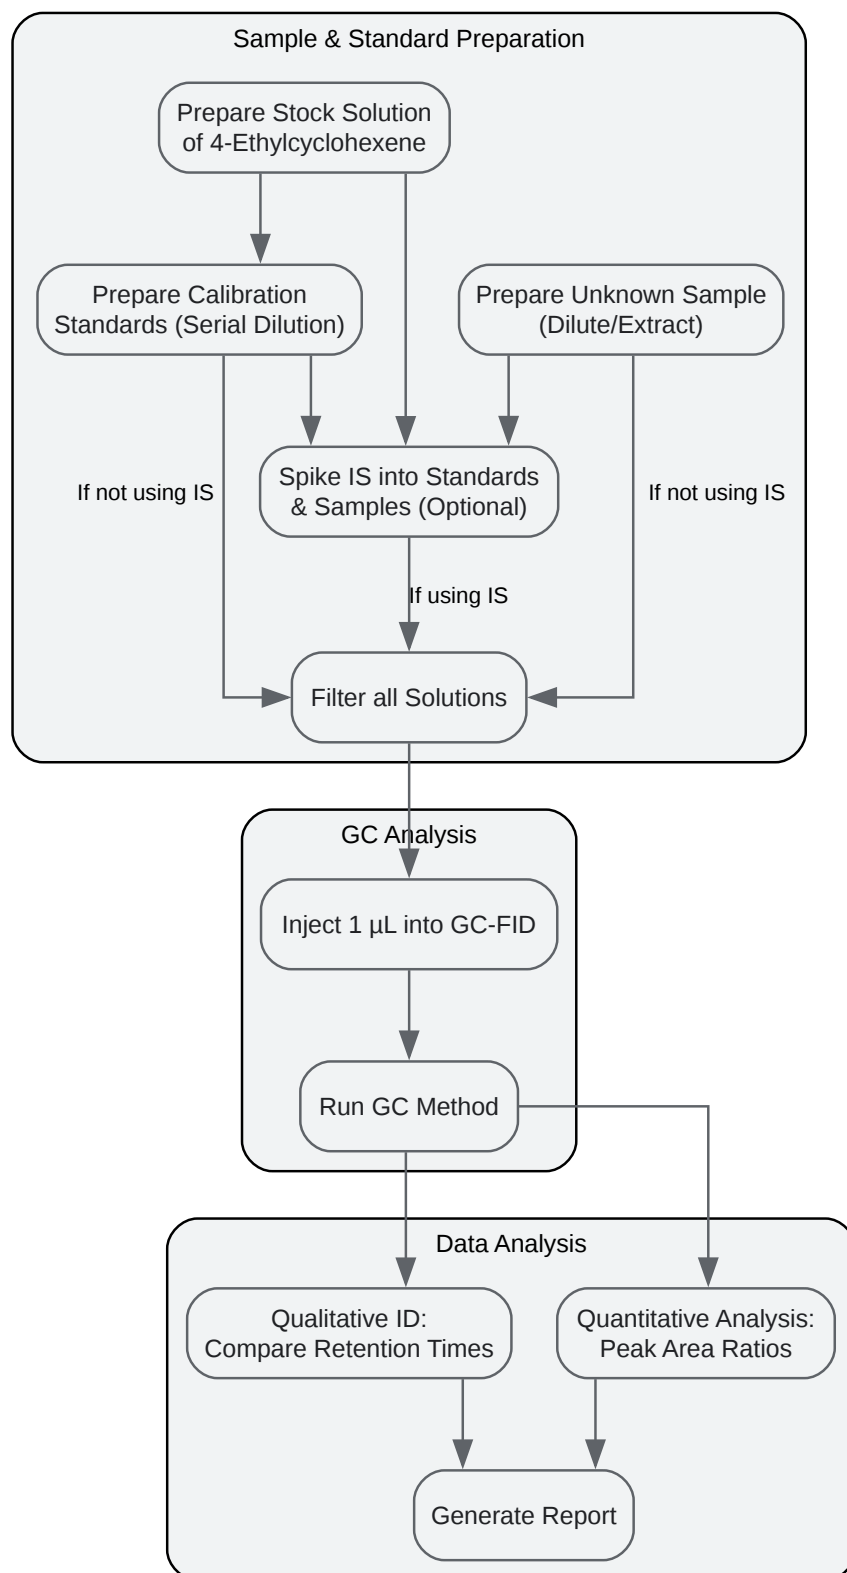 Sample & Standard Preparation
Prepare Stock Solution
of 4-Ethylcyclohexene
Prepare Calibration
Standards (Serial Dilution)
Prepare Unknown Sample
(Dilute/Extract)
Spike IS into Standards
& Samples (Optional)
If not using IS
If not using IS
If using IS
Filter all Solutions
GC Analysis
Inject 1 µL into GC-FID
Run GC Method
Data Analysis
Qualitative ID:
Compare Retention Times
Quantitative Analysis:
Peak Area Ratios
Generate Report